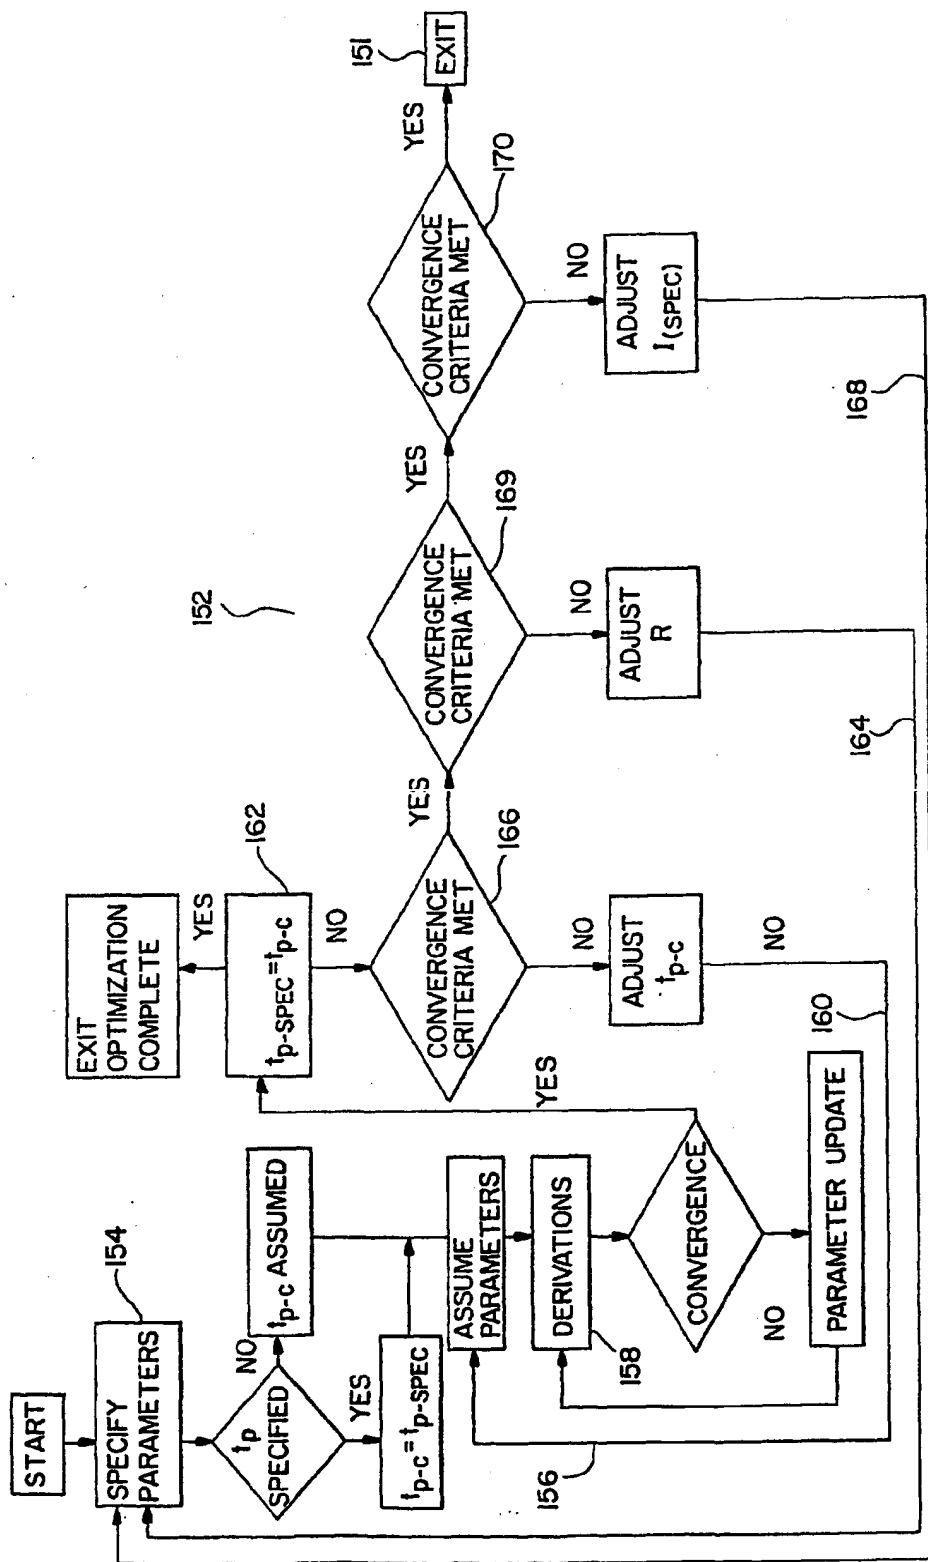 START
SPECIFY
PARAMETERS
154
tp
SPECIFIED
NO
tp-c ASSUMED
YES
tp-c = tp-SPEC
ASSUME
PARAMETERS
156
DERIVATIONS
158
CONVERGENCE
YES
NO
PARAMETER UPDATE
160
EXIT
OPTIMIZATION
COMPLETE
YES
tp-SPEC = tp-c
162
NO
CONVERGENCE
CRITERIA MET
166
NO
ADJUST
tp-c
NO
YES
152
CONVERGENCE
CRITERIA MET
169
NO
ADJUST
R
164
YES
CONVERGENCE
CRITERIA MET
170
NO
ADJUST
I(SPEC)
168
YES
EXIT
151